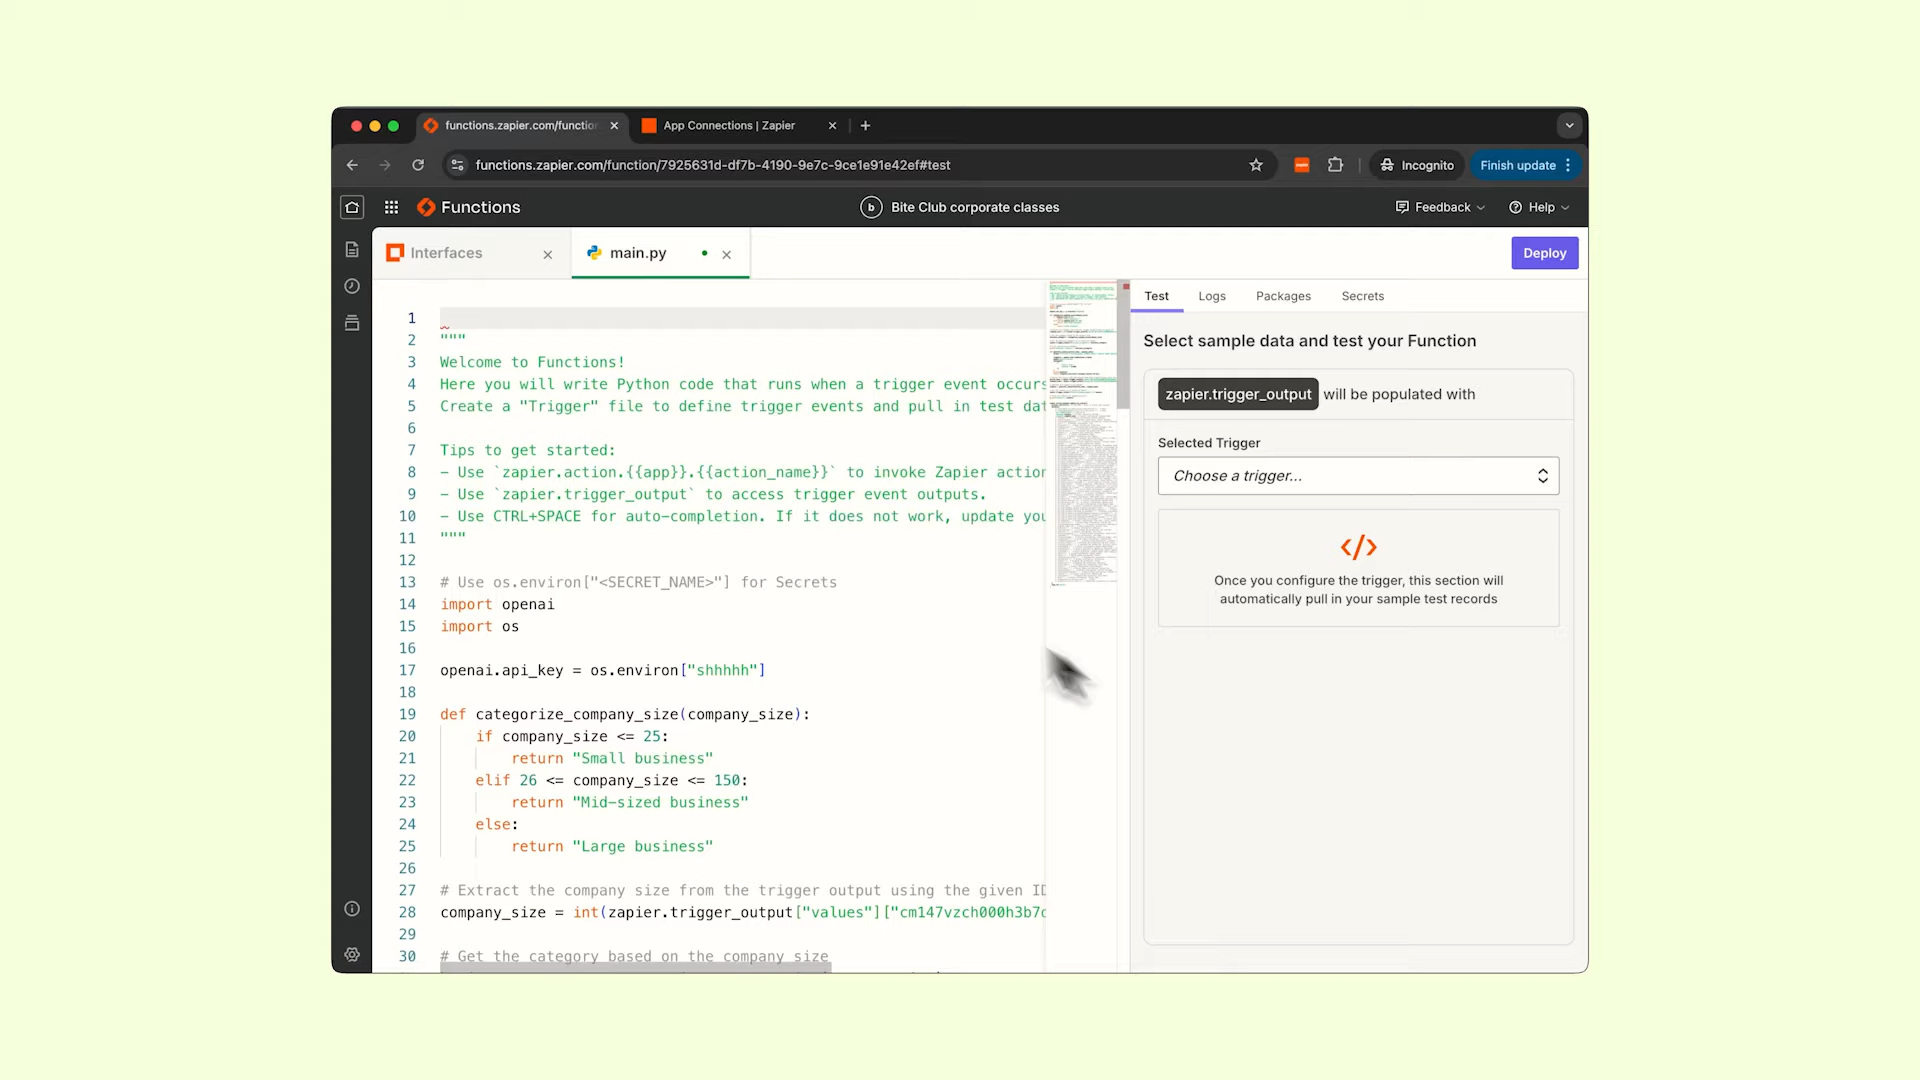 functions.zapier.com/function
App Connections | Zapier
functions.zapier.com/function/7925631d-df7b-4190-9e7c-9ce1e91e42ef#test
Incognito
Finish update
Functions
b
Bite Club corporate classes
Feedback
Help
Interfaces
main.py
Deploy
1
2 """
3 Welcome to Functions!
4 Here you will write Python code that runs when a trigger event occurs
5 Create a "Trigger" file to define trigger events and pull in test dat
6
7 Tips to get started:
8 - Use `zapier.action.{{app}}.{{action_name}}` to invoke Zapier action
9 - Use `zapier.trigger_output` to access trigger event outputs.
10 - Use CTRL+SPACE for auto-completion. If it does not work, update you
11 """
12
13 # Use os.environ["<SECRET_NAME>"] for Secrets
14 import openai
15 import os
16
17 openai.api_key = os.environ["shhhhh"]
18
19 def categorize_company_size(company_size):
20 if company_size <= 25:
21 return "Small business"
22 elif 26 <= company_size <= 150:
23 return "Mid-sized business"
24 else:
25 return "Large business"
26
27 # Extract the company size from the trigger output using the given ID
28 company_size = int(zapier.trigger_output["values"]["cm147vzch000h3b7c
29
30 # Get the category based on the company size
Test
Logs
Packages
Secrets
Select sample data and test your Function
zapier.trigger_output will be populated with
Selected Trigger
Choose a trigger...
</>
Once you configure the trigger, this section will
automatically pull in your sample test records